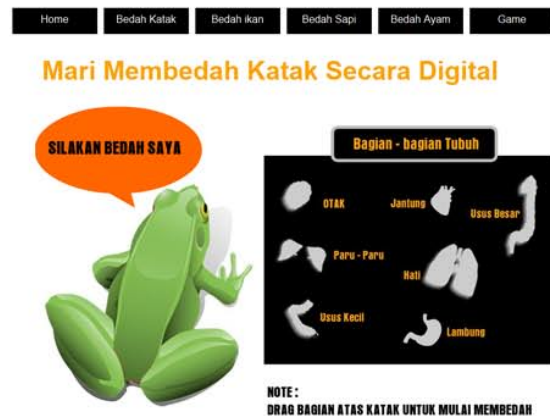 Home Bedah Katak Bedah ikan Bedah Sapi Bedah Ayam Game
Mari Membedah Katak Secara Digital
SILAKAN BEDAH SAYA
Bagian - bagian Tubuh
OTAK
Jantung
Usus Besar
Paru - Paru
Hati
Usus Kecil
Lambung
NOTE :
DRAG BAGIAN ATAS KATAK UNTUK MULAI MEMBEDAH